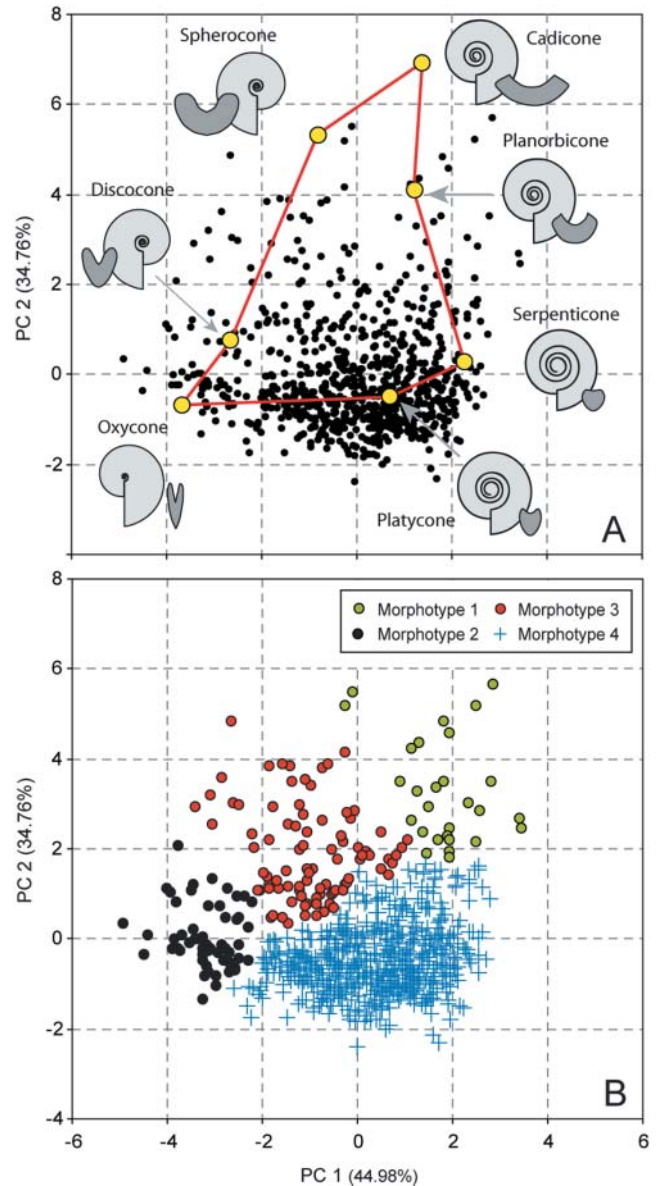 8
6
4
2
0
-2
PC 2 (34.76%)
Spherocone
Cadicone
Planorbicone
Discocone
Serpenticone
Oxycone
Platycone
A
8
6
4
2
0
-2
-4
PC 2 (34.76%)
Morphotype 1
Morphotype 3
Morphotype 2
Morphotype 4
B
-6
-4
-2
0
2
4
6
PC 1 (44.98%)